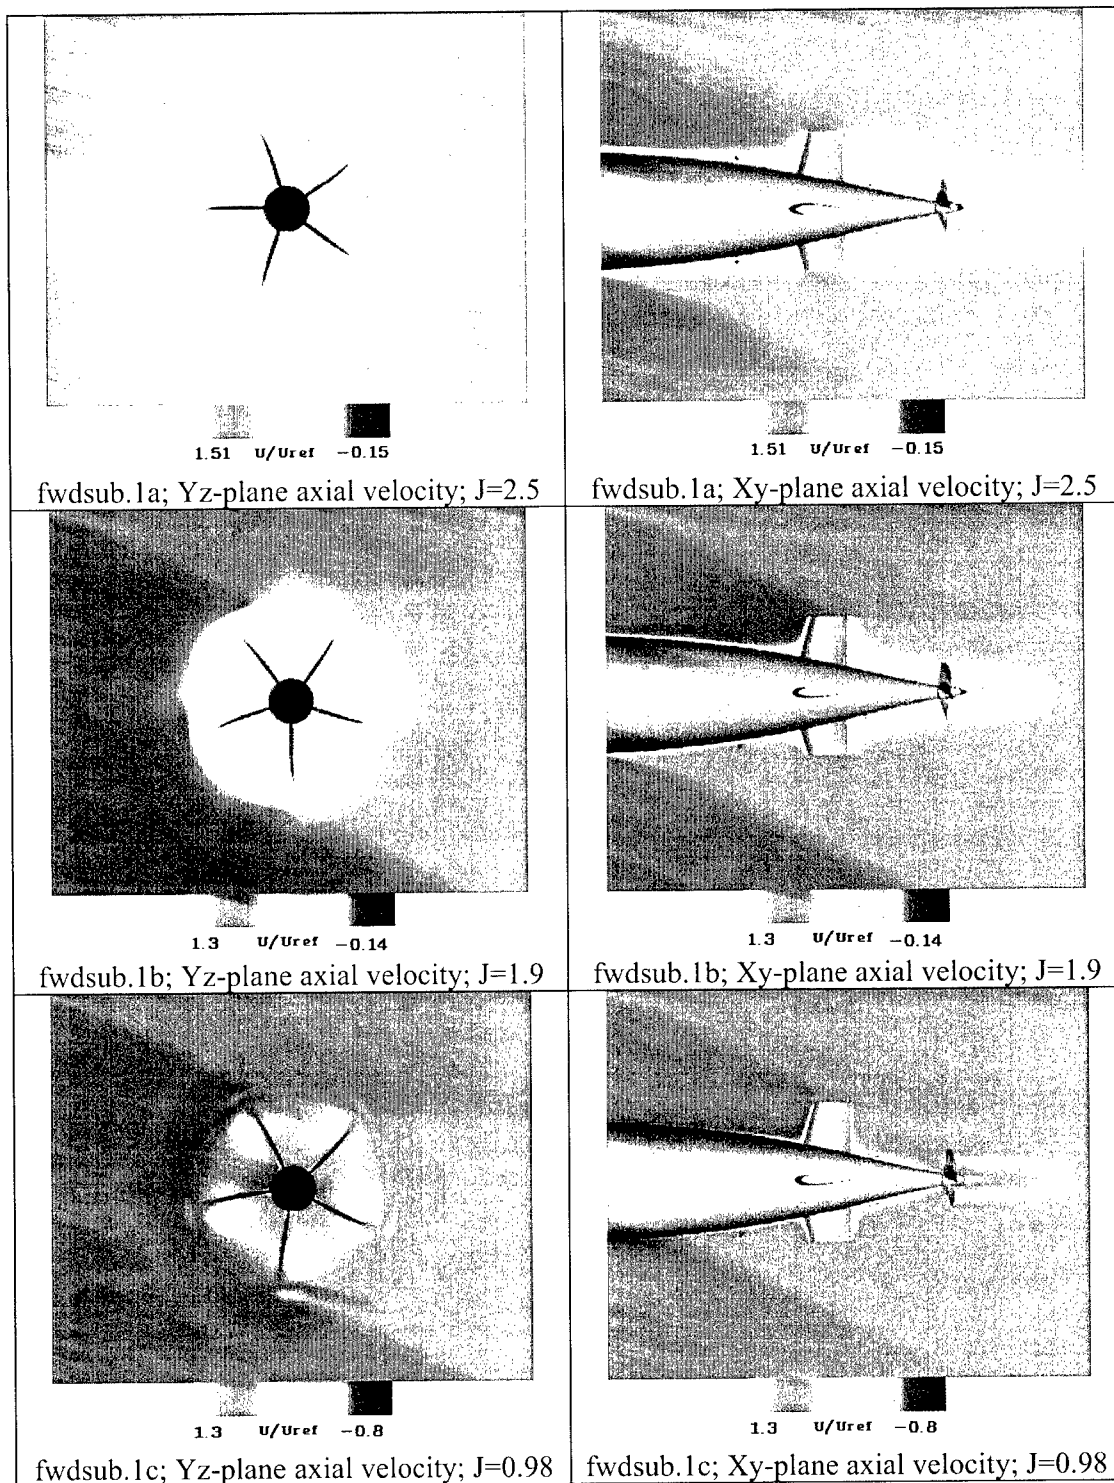 1.51 U/Uref -0.15
1.51 U/Uref -0.15
fwdsub.1a; Yz-plane axial velocity; J=2.5
fwdsub.1a; Xy-plane axial velocity; J=2.5
1.3 U/Uref -0.14
1.3 U/Uref -0.14
fwdsub.1b; Yz-plane axial velocity; J=1.9
fwdsub.1b; Xy-plane axial velocity; J=1.9
1.3 U/Uref -0.8
1.3 U/Uref -0.8
fwdsub.1c; Yz-plane axial velocity; J=0.98
fwdsub.1c; Xy-plane axial velocity; J=0.98